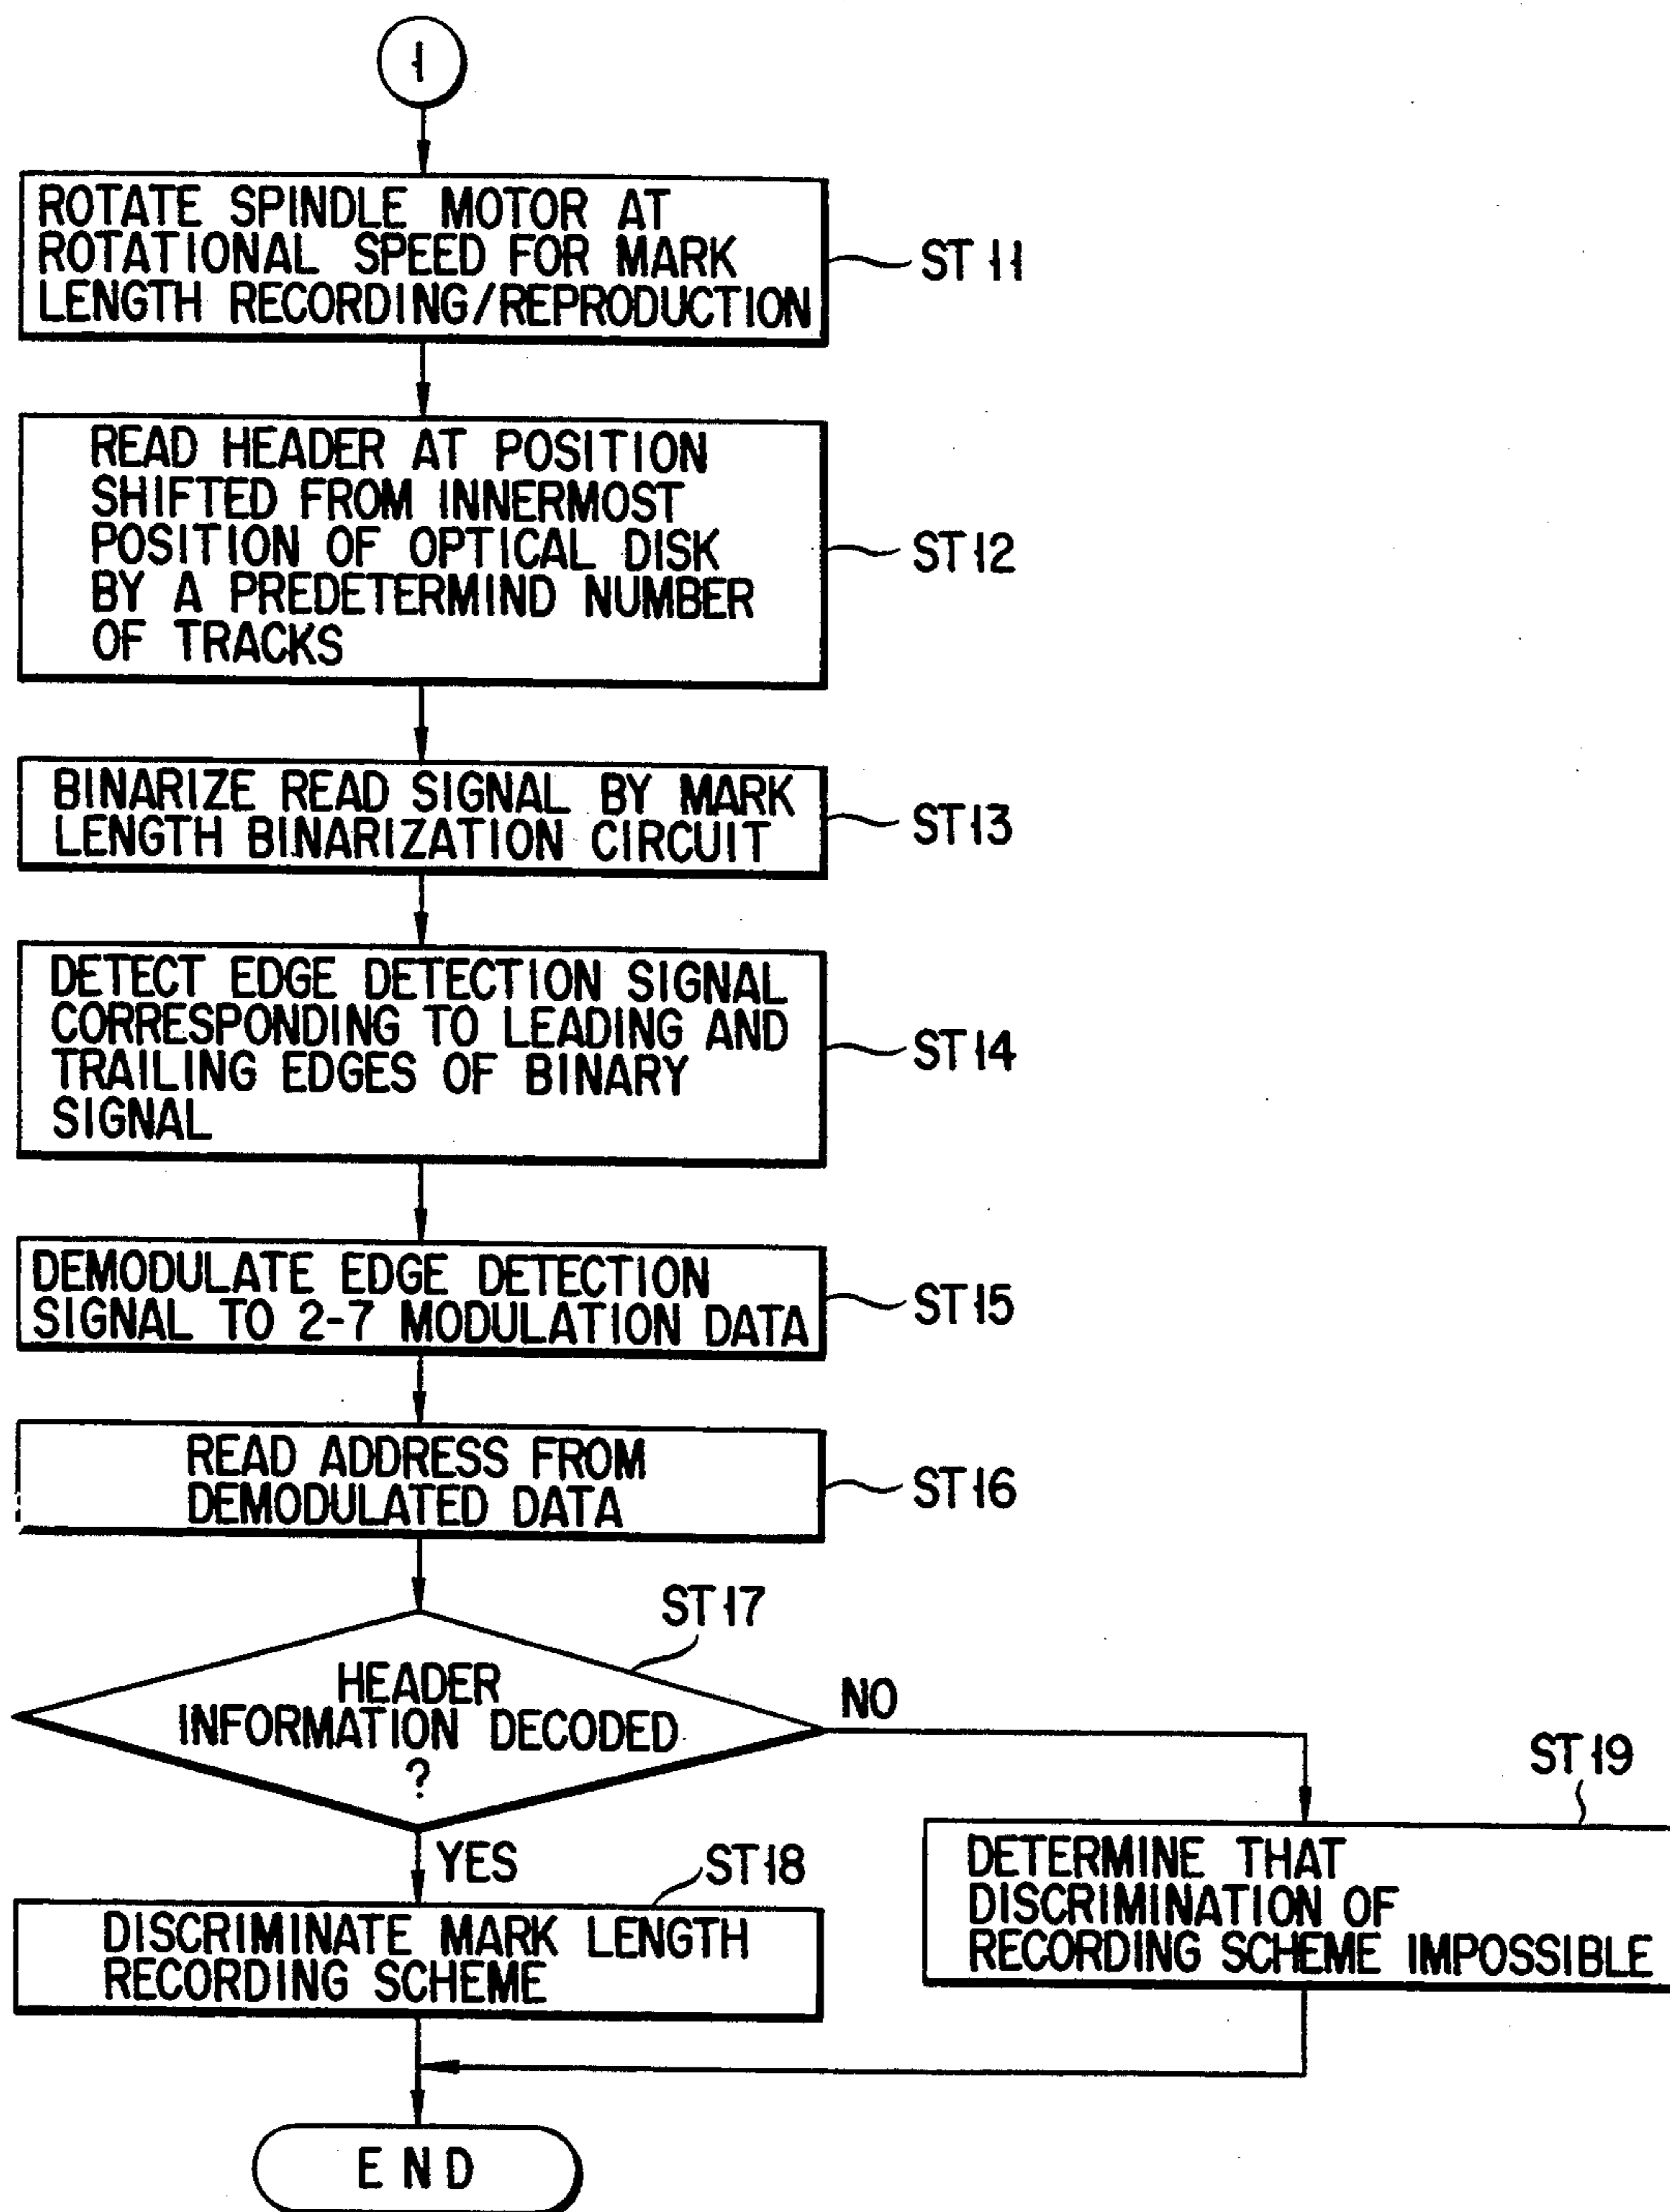 1
ROTATE SPINDLE MOTOR AT
ROTATIONAL SPEED FOR MARK
LENGTH RECORDING/REPRODUCTION
ST11
READ HEADER AT POSITION
SHIFTED FROM INNERMOST
POSITION OF OPTICAL DISK
BY A PREDETERMIND NUMBER
OF TRACKS
ST12
BINARIZE READ SIGNAL BY MARK
LENGTH BINARIZATION CIRCUIT
ST13
DETECT EDGE DETECTION SIGNAL
CORRESPONDING TO LEADING AND
TRAILING EDGES OF BINARY
SIGNAL
ST14
DEMODULATE EDGE DETECTION
SIGNAL TO 2-7 MODULATION DATA
ST15
READ ADDRESS FROM
DEMODULATED DATA
ST16
ST17
HEADER
INFORMATION DECODED
?
NO
YES
ST18
DISCRIMINATE MARK LENGTH
RECORDING SCHEME
ST19
DETERMINE THAT
DISCRIMINATION OF
RECORDING SCHEME IMPOSSIBLE
END